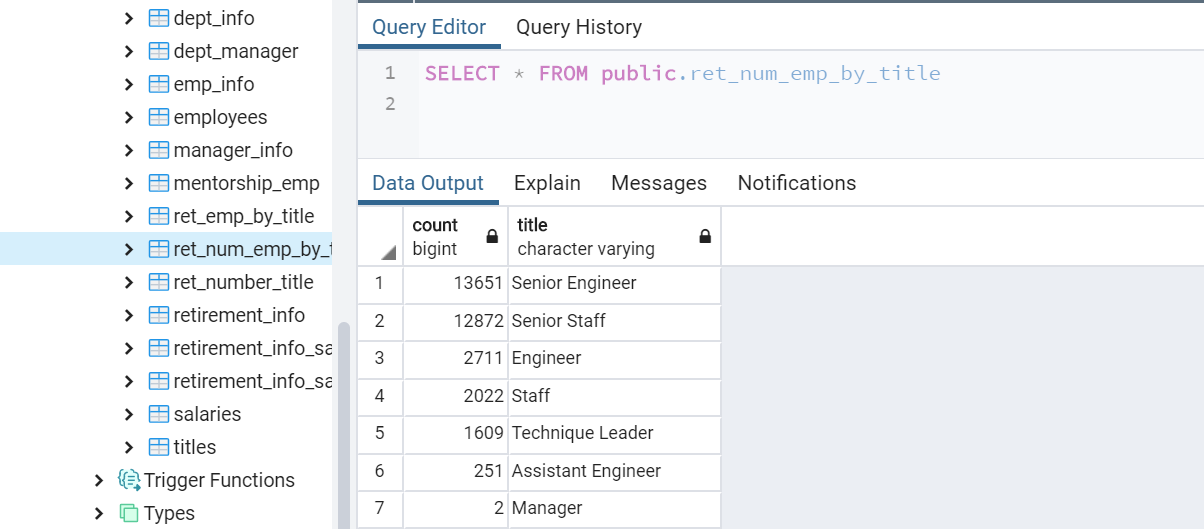 dept_info
dept_manager
emp_info
employees
manager_info
mentorship_emp
ret_emp_by_title
ret_num_emp_by_t
ret_number_title
retirement_info
retirement_info_sa
retirement_info_sa
salaries
titles
Trigger Functions
Types
Query Editor Query History
1 SELECT * FROM public.ret_num_emp_by_title
2
Data Output Explain Messages Notifications
count title
bigint character varying
1 13651 Senior Engineer
2 12872 Senior Staff
3 2711 Engineer
4 2022 Staff
5 1609 Technique Leader
6 251 Assistant Engineer
7 2 Manager